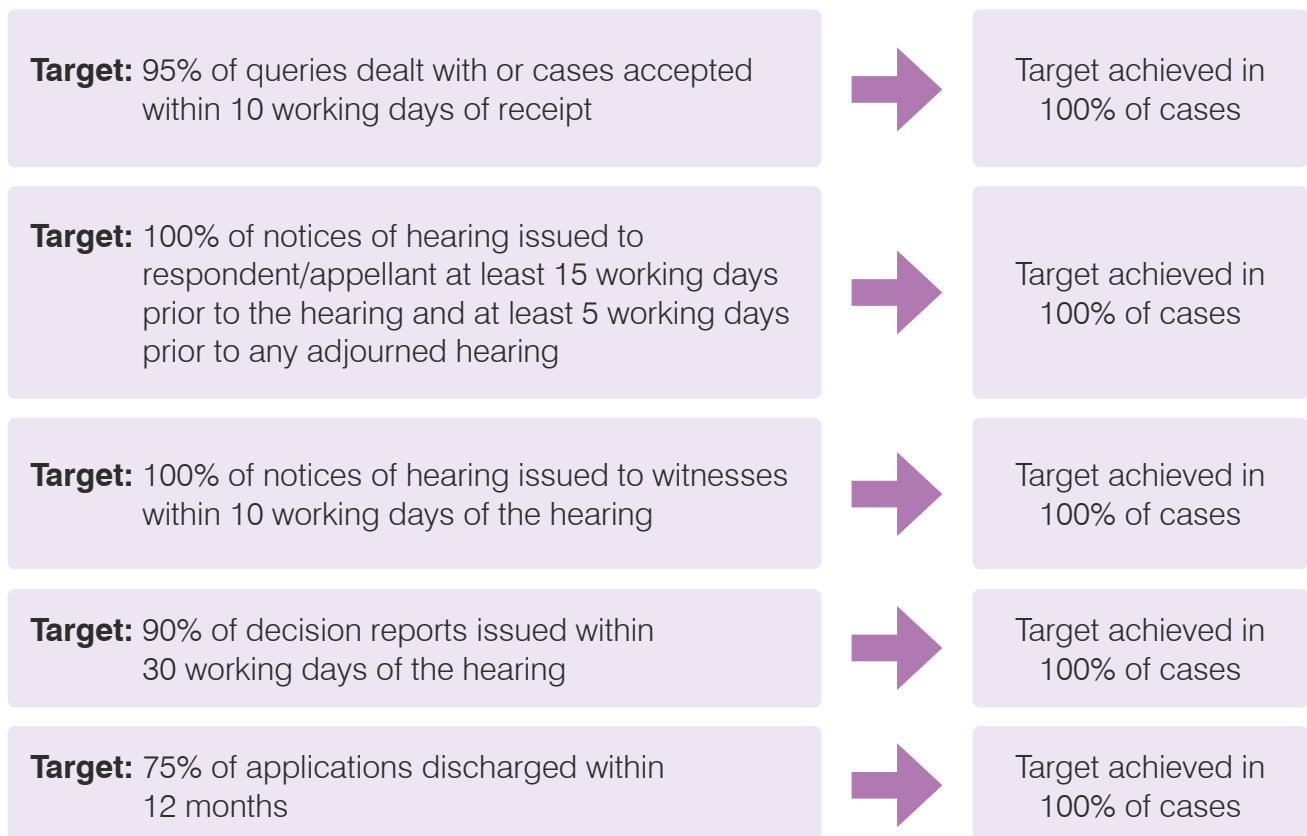 Target: 95% of queries dealt with or cases accepted
within 10 working days of receipt
Target achieved in
100% of cases
Target: 100% of notices of hearing issued to
respondent/appellant at least 15 working days
prior to the hearing and at least 5 working days
prior to any adjourned hearing
Target achieved in
100% of cases
Target: 100% of notices of hearing issued to witnesses
within 10 working days of the hearing
Target achieved in
100% of cases
Target: 90% of decision reports issued within
30 working days of the hearing
Target achieved in
100% of cases
Target: 75% of applications discharged within
12 months
Target achieved in
100% of cases